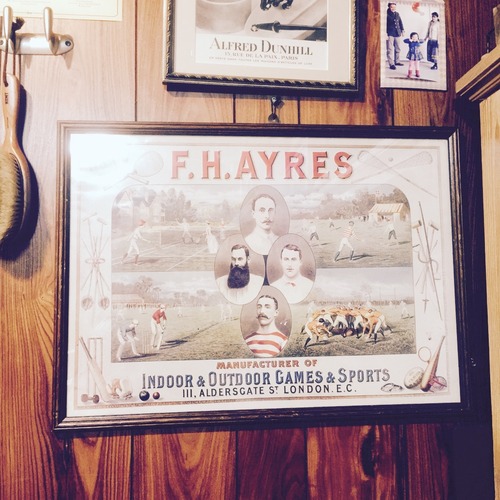 ALFRED DUNHILL
F.H.AYRES
MANUFACTURER OF
INDOOR & OUTDOOR GAMES & SPORTS
111, ALDERSGATE ST LONDON. E.C.